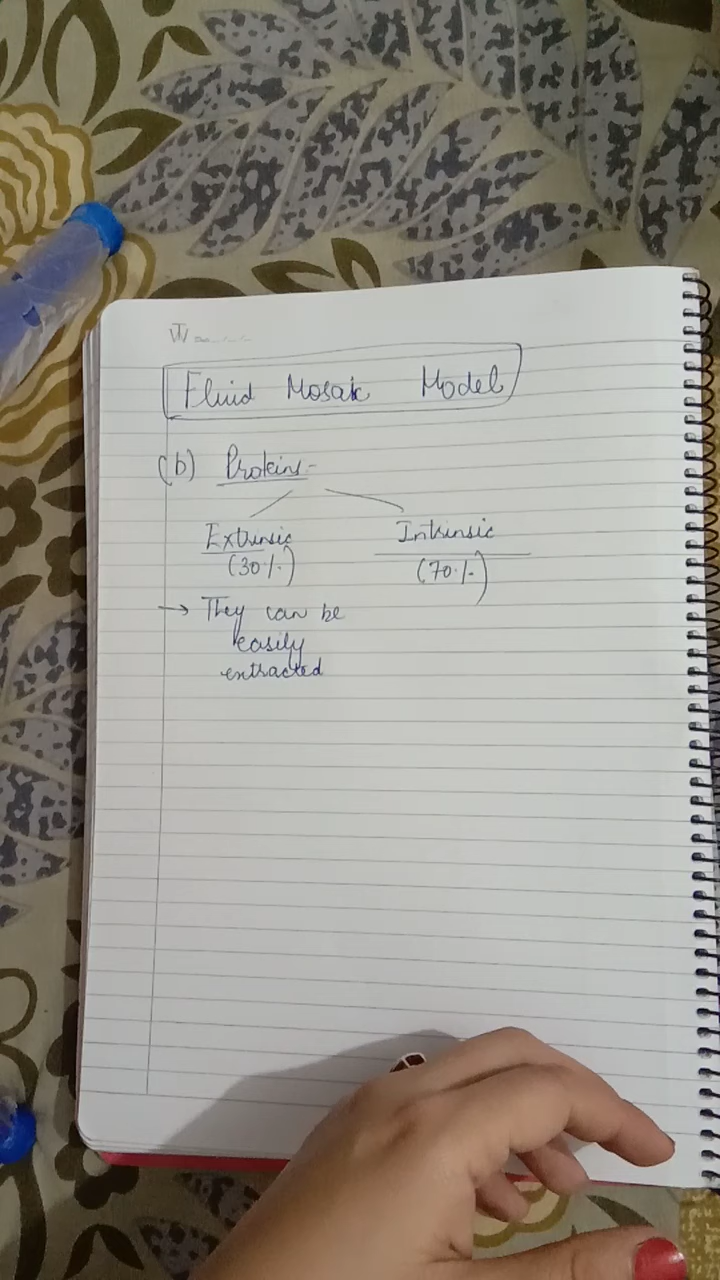 Fluid Mosaic Model
(b) Proteins -
Extrinsic Intrinsic
(30%) (70%)
→ They can be
easily
extracted